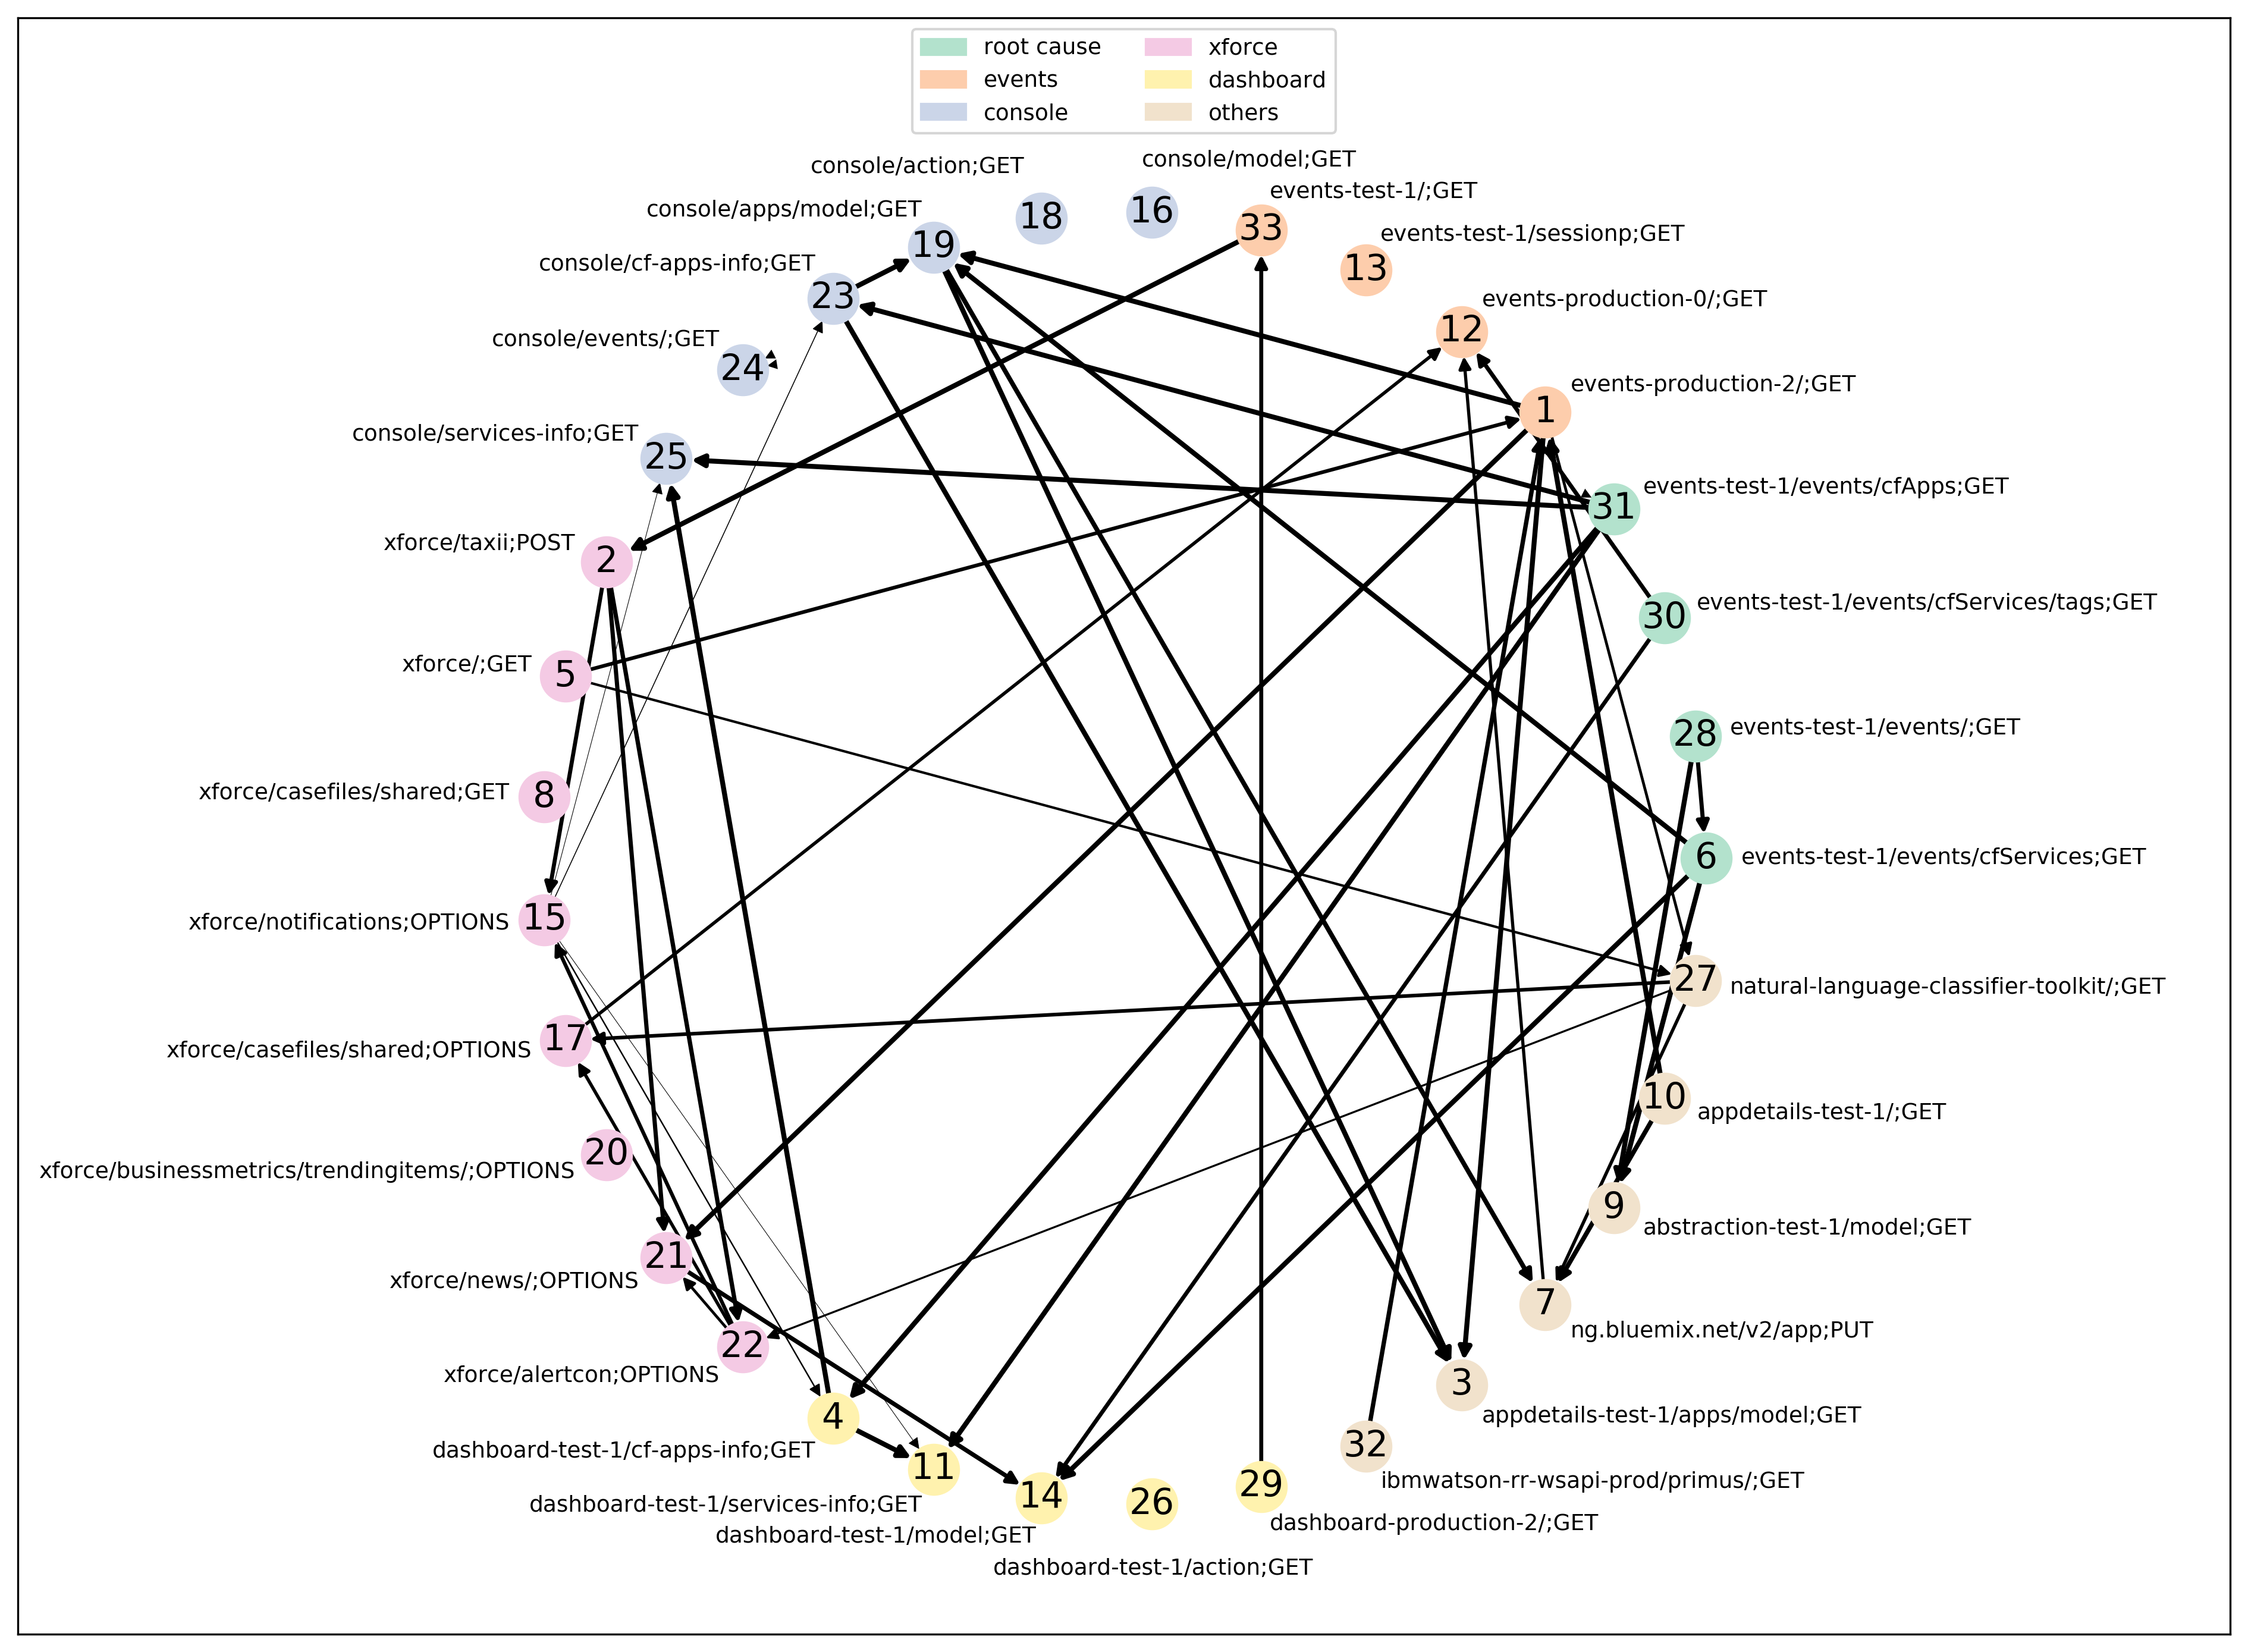 root cause
events
console
xforce
dashboard
others
console/action;GET
console/model;GET
events-test-1/;GET
console/apps/model;GET
18
16
33
events-test-1/sessionp;GET
19
13
console/cf-apps-info;GET
23
events-production-0/;GET
12
console/events/;GET
24
events-production-2/;GET
1
console/services-info;GET
25
events-test-1/events/cfApps;GET
31
xforce/taxii;POST
2
events-test-1/events/cfServices/tags;GET
30
xforce/;GET
5
events-test-1/events/;GET
28
xforce/casefiles/shared;GET
8
events-test-1/events/cfServices;GET
6
xforce/notifications;OPTIONS
15
natural-language-classifier-toolkit/;GET
27
xforce/casefiles/shared;OPTIONS
17
appdetails-test-1/;GET
10
xforce/businessmetrics/trendingitems/;OPTIONS
20
abstraction-test-1/model;GET
9
xforce/news/;OPTIONS
21
ng.bluemix.net/v2/app;PUT
7
xforce/alertcon;OPTIONS
22
appdetails-test-1/apps/model;GET
3
dashboard-test-1/cf-apps-info;GET
4
ibmwatson-rr-wsapi-prod/primus/;GET
32
dashboard-test-1/services-info;GET
11
dashboard-production-2/;GET
29
dashboard-test-1/model;GET
14
dashboard-test-1/action;GET
26